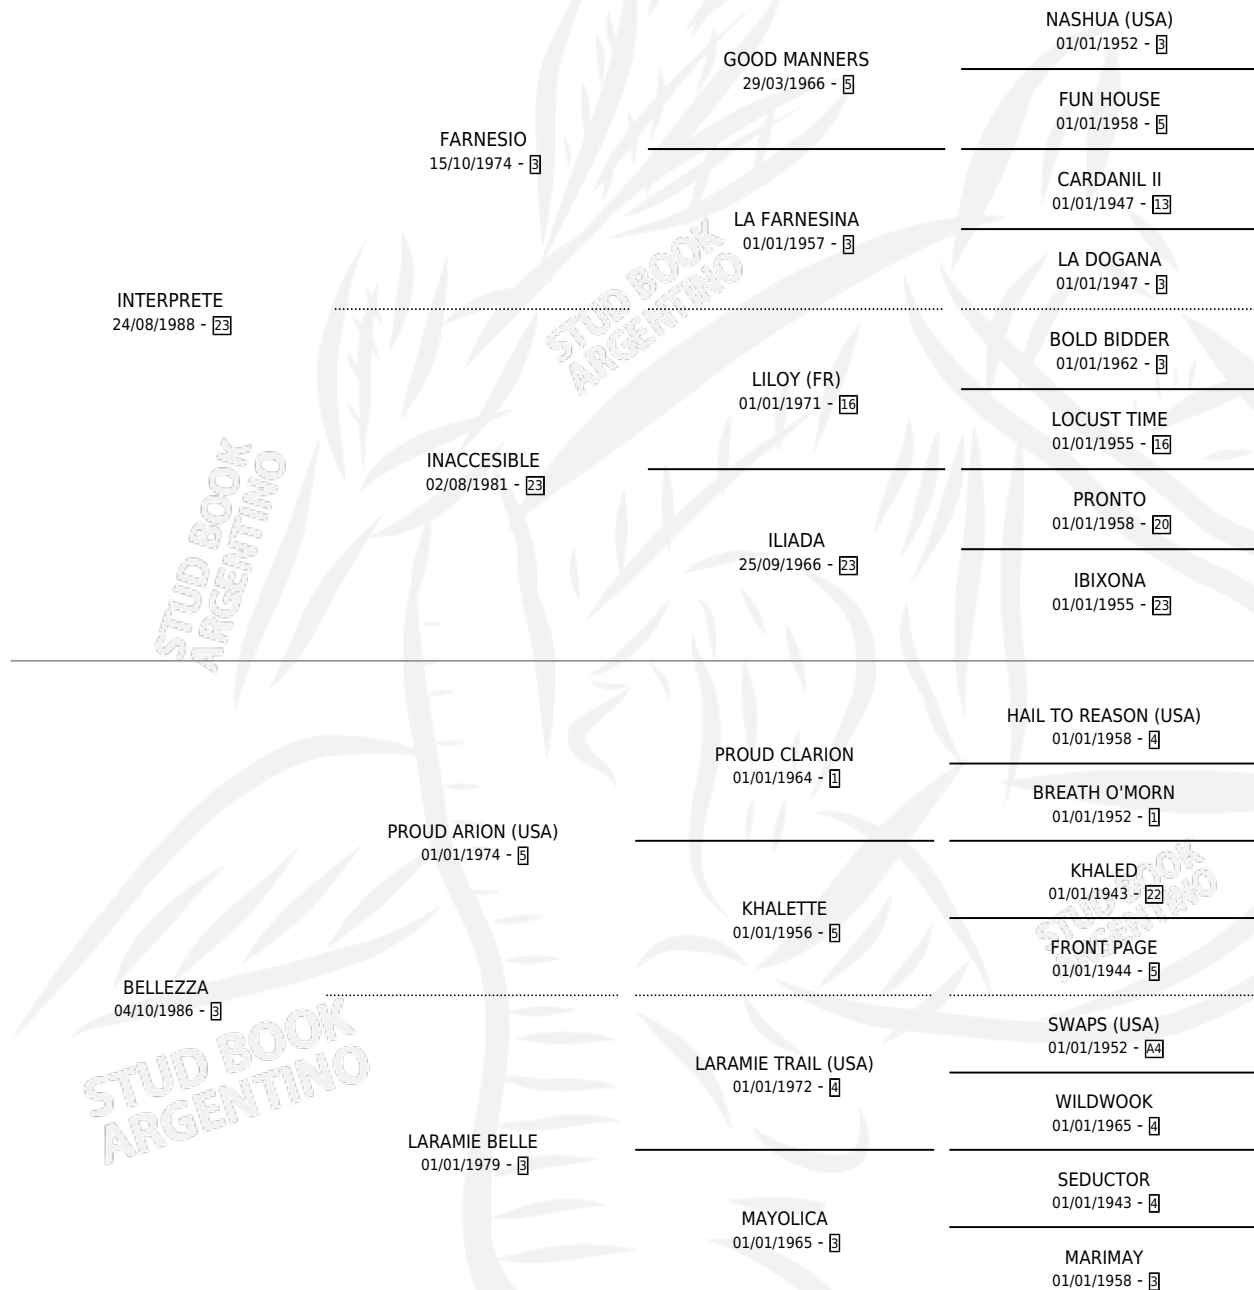 NASHUA (USA)
01/01/1952 - 3
GOOD MANNERS
29/03/1966 - 5
FUN HOUSE
01/01/1958 - 5
FARNESIO
15/10/1974 - 3
CARDANIL II
01/01/1947 - 13
LA FARNESINA
01/01/1957 - 3
LA DOGANA
01/01/1947 - 3
INTERPRETE
24/08/1988 - 23
BOLD BIDDER
01/01/1962 - 3
LILOY (FR)
01/01/1971 - 16
LOCUST TIME
01/01/1955 - 16
INACCESIBLE
02/08/1981 - 23
PRONTO
01/01/1958 - 20
ILIADA
25/09/1966 - 23
IBIXONA
01/01/1955 - 23
HAIL TO REASON (USA)
01/01/1958 - 4
PROUD CLARION
01/01/1964 - 1
BREATH O'MORN
01/01/1952 - 1
PROUD ARION (USA)
01/01/1974 - 5
KHALED
01/01/1943 - 22
KHALETTE
01/01/1956 - 5
FRONT PAGE
01/01/1944 - 5
BELLEZZA
04/10/1986 - 3
SWAPS (USA)
01/01/1952 - A4
LARAMIE TRAIL (USA)
01/01/1972 - 4
WILDWOOK
01/01/1965 - 4
LARAMIE BELLE
01/01/1979 - 3
SEDUCTOR
01/01/1943 - 4
MAYOLICA
01/01/1965 - 3
MARIMAY
01/01/1958 - 3
STUD BOOK
ARGENTINO
STUD BOOK
ARGENTINO
STUD BOOK
ARGENTINO
STUD BOOK
ARGENTINO